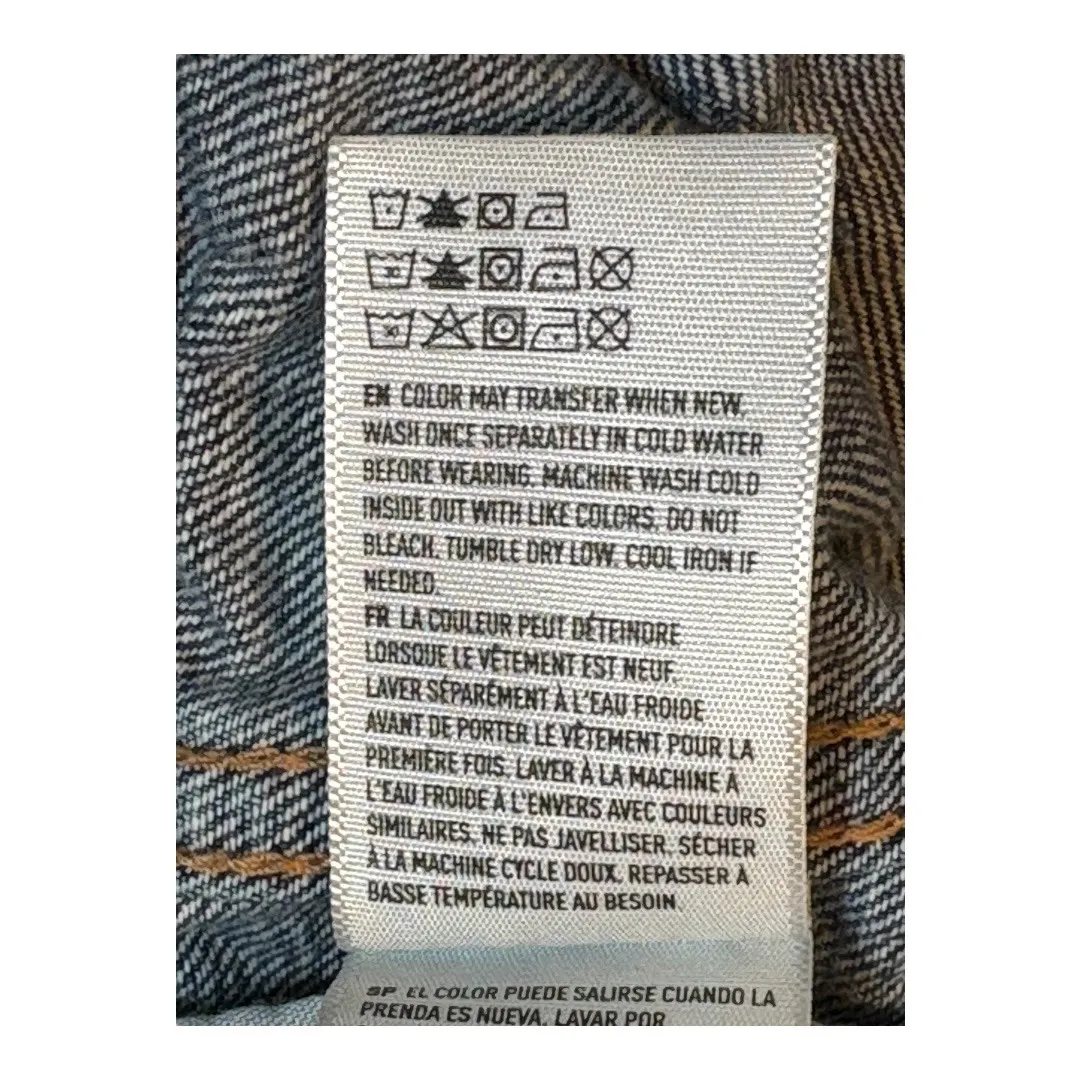 EN COLOR MAY TRANSFER WHEN NEW.
WASH ONCE SEPARATELY IN COLD WATER
BEFORE WEARING. MACHINE WASH COLD
INSIDE OUT WITH LIKE COLORS. DO NOT
BLEACH. TUMBLE DRY LOW. COOL IRON IF
NEEDED.
FR LA COULEUR PEUT DÉTEINDRE
LORSQUE LE VÊTEMENT EST NEUF.
LAVER SÉPARÉMENT À L'EAU FROIDE
AVANT DE PORTER LE VÊTEMENT POUR LA
PREMIÈRE FOIS. LAVER À LA MACHINE À
L'EAU FROIDE À L'ENVERS AVEC COULEURS
SIMILAIRES. NE PAS JAVELLISER. SÉCHER
À LA MACHINE CYCLE DOUX. REPASSER À
BASSE TEMPÉRATURE AU BESOIN.
SP EL COLOR PUEDE SALIRSE CUANDO LA
PRENDA ES NUEVA. LAVAR POR